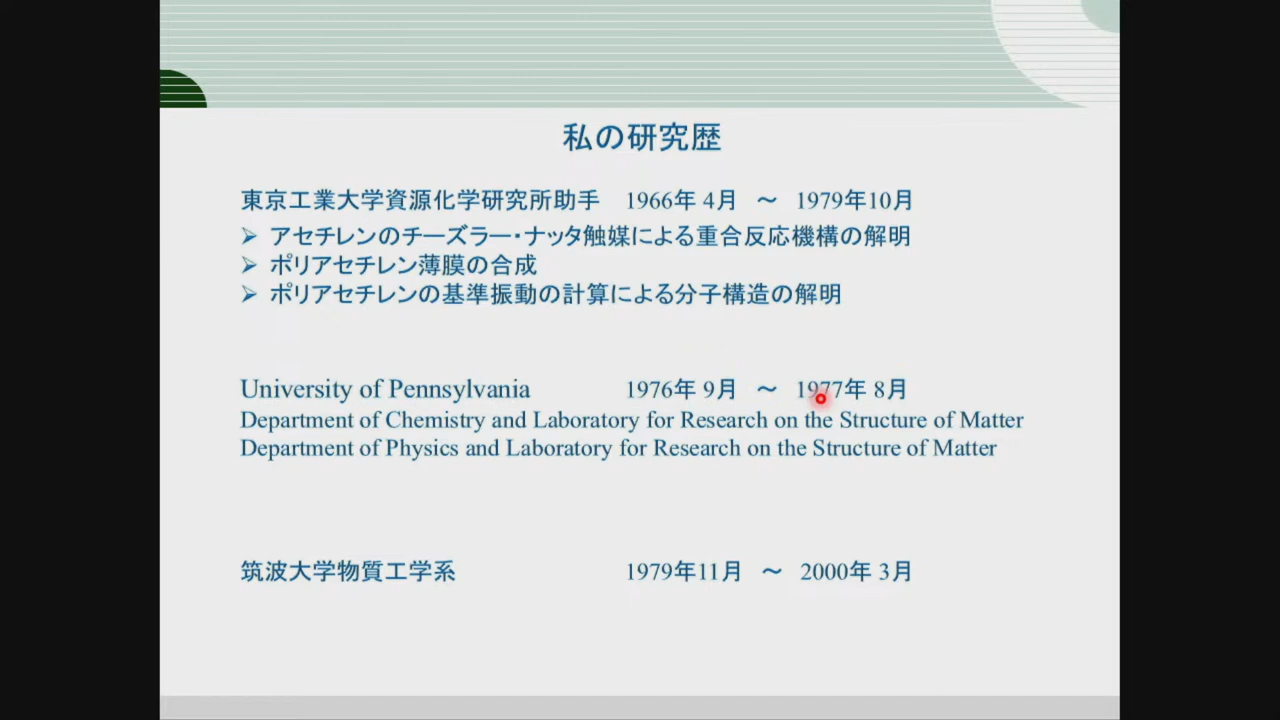 私の研究歴
東京工業大学資源化学研究所助手 1966年 4月 ～ 1979年10月
➢ アセチレンのチーズラー・ナッタ触媒による重合反応機構の解明
➢ ポリアセチレン薄膜の合成
➢ ポリアセチレンの基準振動の計算による分子構造の解明
University of Pennsylvania 1976年 9月 ～ 1977年 8月
Department of Chemistry and Laboratory for Research on the Structure of Matter
Department of Physics and Laboratory for Research on the Structure of Matter
筑波大学物質工学系 1979年11月 ～ 2000年 3月